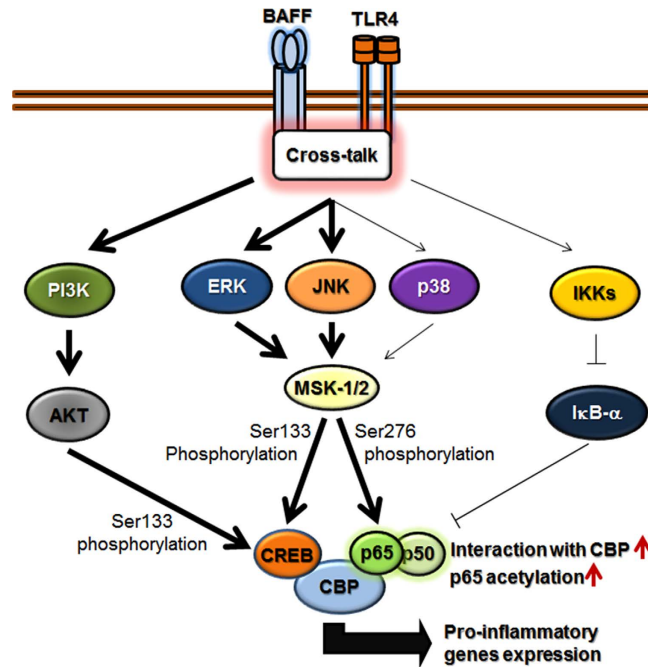 BAFF
TLR4
Cross-talk
PI3K
ERK
JNK
p38
IKKs
MSK-1/2
AKT
IκB-α
Ser133
Phosphorylation
Ser276
phosphorylation
Ser133
phosphorylation
CREB
p65
p50
CBP
Interaction with CBP
p65 acetylation
Pro-inflammatory
genes expression